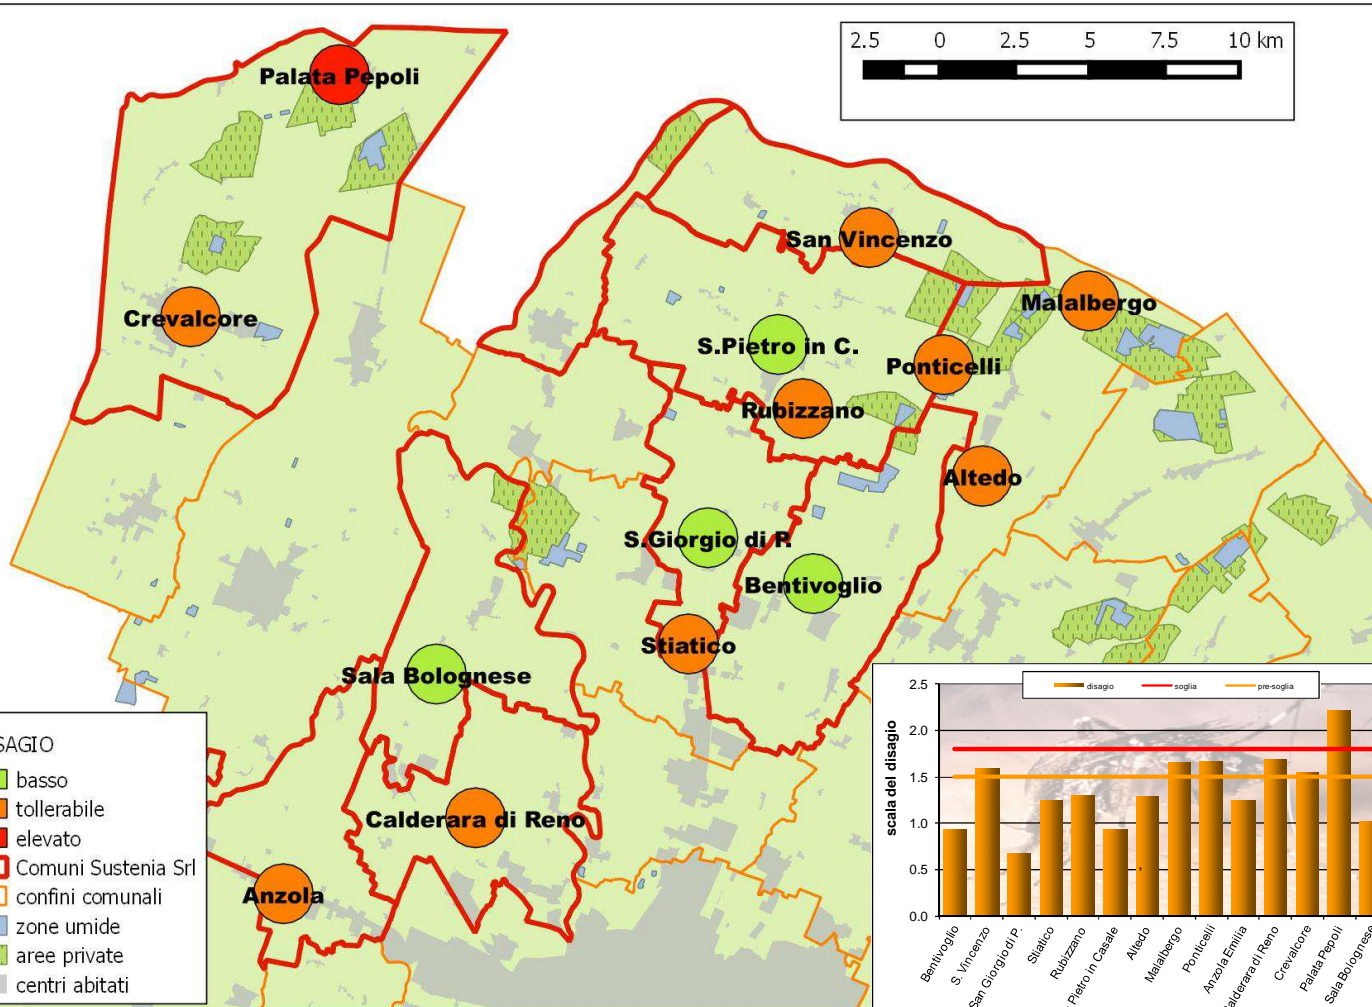 2.5 0 2.5 5 7.5 10 km
Palata Pepoli
San Vincenzo
Malalbergo
Crevalcore
S.Pietro in C.
Ponticelli
Rubizzano
Altedo
S.Giorgio di P.
Bentivoglio
Stiatico
Sala Bolognese
Calderara di Reno
Anzola
SAGIO
basso
tollerabile
elevato
Comuni Sustenia Srl
confini comunali
zone umide
aree private
centri abitati
disagio soglia pre-soglia
scala del disagio
2.5
2.0
1.5
1.0
0.5
0.0
Bentivoglio
S. Vincenzo
San Giorgio di P.
Stiatico
Rubizzano
Pietro in Casale
Altedo
Malalbergo
Ponticelli
Anzola Emilia
alderara di Reno
Crevalcore
Palata Pepoli
Sala Bolognese